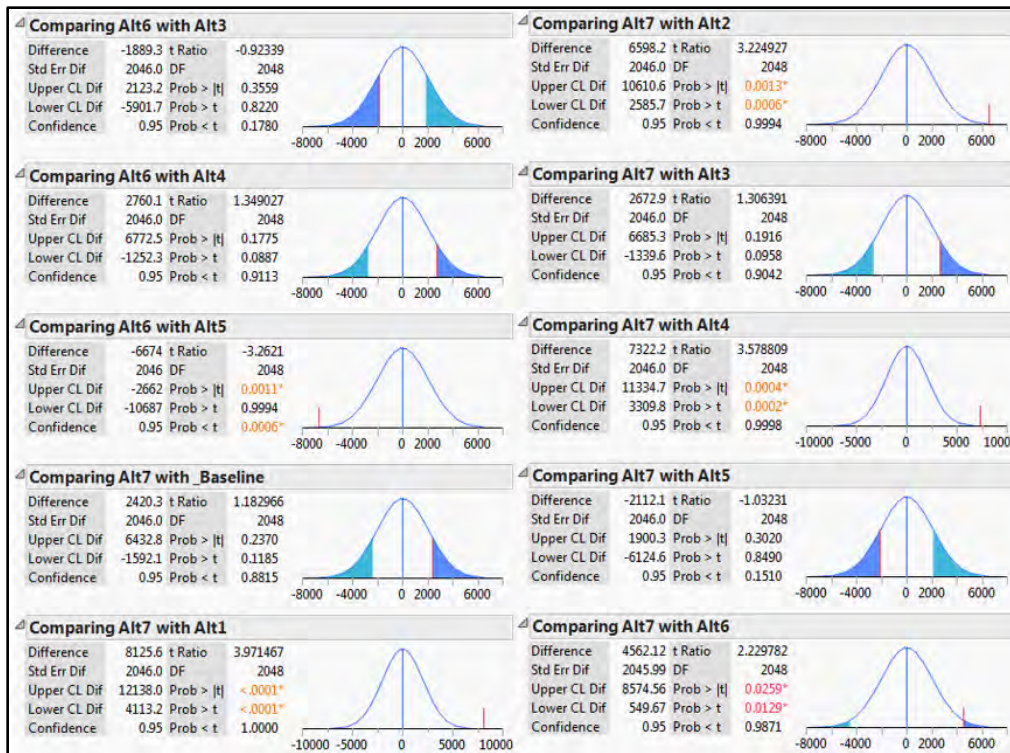 Comparing Alt6 with Alt3
Difference -1889.3 t Ratio -0.92339
Std Err Dif 2046.0 DF 2048
Upper CL Dif 2123.2 Prob > |t| 0.3559
Lower CL Dif -5901.7 Prob > t 0.8220
Confidence 0.95 Prob < t 0.1780
-8000 -4000 0 2000 6000
Comparing Alt6 with Alt4
Difference 2760.1 t Ratio 1.349027
Std Err Dif 2046.0 DF 2048
Upper CL Dif 6772.5 Prob > |t| 0.1775
Lower CL Dif -1252.3 Prob > t 0.0887
Confidence 0.95 Prob < t 0.9113
-8000 -4000 0 2000 6000
Comparing Alt6 with Alt5
Difference -6674 t Ratio -3.2621
Std Err Dif 2046 DF 2048
Upper CL Dif -2662 Prob > |t| 0.0011*
Lower CL Dif -10687 Prob > t 0.9994
Confidence 0.95 Prob < t 0.0006*
-8000 -4000 0 2000 6000
Comparing Alt7 with _Baseline
Difference 2420.3 t Ratio 1.182966
Std Err Dif 2046.0 DF 2048
Upper CL Dif 6432.8 Prob > |t| 0.2370
Lower CL Dif -1592.1 Prob > t 0.1185
Confidence 0.95 Prob < t 0.8815
-8000 -4000 0 2000 6000
Comparing Alt7 with Alt1
Difference 8125.6 t Ratio 3.971467
Std Err Dif 2046.0 DF 2048
Upper CL Dif 12138.0 Prob > |t| <.0001*
Lower CL Dif 4113.2 Prob > t <.0001*
Confidence 0.95 Prob < t 1.0000
-10000 -5000 0 5000 10000
Comparing Alt7 with Alt2
Difference 6598.2 t Ratio 3.224927
Std Err Dif 2046.0 DF 2048
Upper CL Dif 10610.6 Prob > |t| 0.0013*
Lower CL Dif 2585.7 Prob > t 0.0006*
Confidence 0.95 Prob < t 0.9994
-8000 -4000 0 2000 6000
Comparing Alt7 with Alt3
Difference 2672.9 t Ratio 1.306391
Std Err Dif 2046.0 DF 2048
Upper CL Dif 6685.3 Prob > |t| 0.1916
Lower CL Dif -1339.6 Prob > t 0.0958
Confidence 0.95 Prob < t 0.9042
-8000 -4000 0 2000 6000
Comparing Alt7 with Alt4
Difference 7322.2 t Ratio 3.578809
Std Err Dif 2046.0 DF 2048
Upper CL Dif 11334.7 Prob > |t| 0.0004*
Lower CL Dif 3309.8 Prob > t 0.0002*
Confidence 0.95 Prob < t 0.9998
-10000 -5000 0 5000 1000
Comparing Alt7 with Alt5
Difference -2112.1 t Ratio -1.03231
Std Err Dif 2046.0 DF 2048
Upper CL Dif 1900.3 Prob > |t| 0.3020
Lower CL Dif -6124.6 Prob > t 0.8490
Confidence 0.95 Prob < t 0.1510
-8000 -4000 0 2000 6000
Comparing Alt7 with Alt6
Difference 4562.12 t Ratio 2.229782
Std Err Dif 2045.99 DF 2048
Upper CL Dif 8574.56 Prob > |t| 0.0259*
Lower CL Dif 549.67 Prob > t 0.0129*
Confidence 0.95 Prob < t 0.9871
-8000 -4000 0 2000 6000